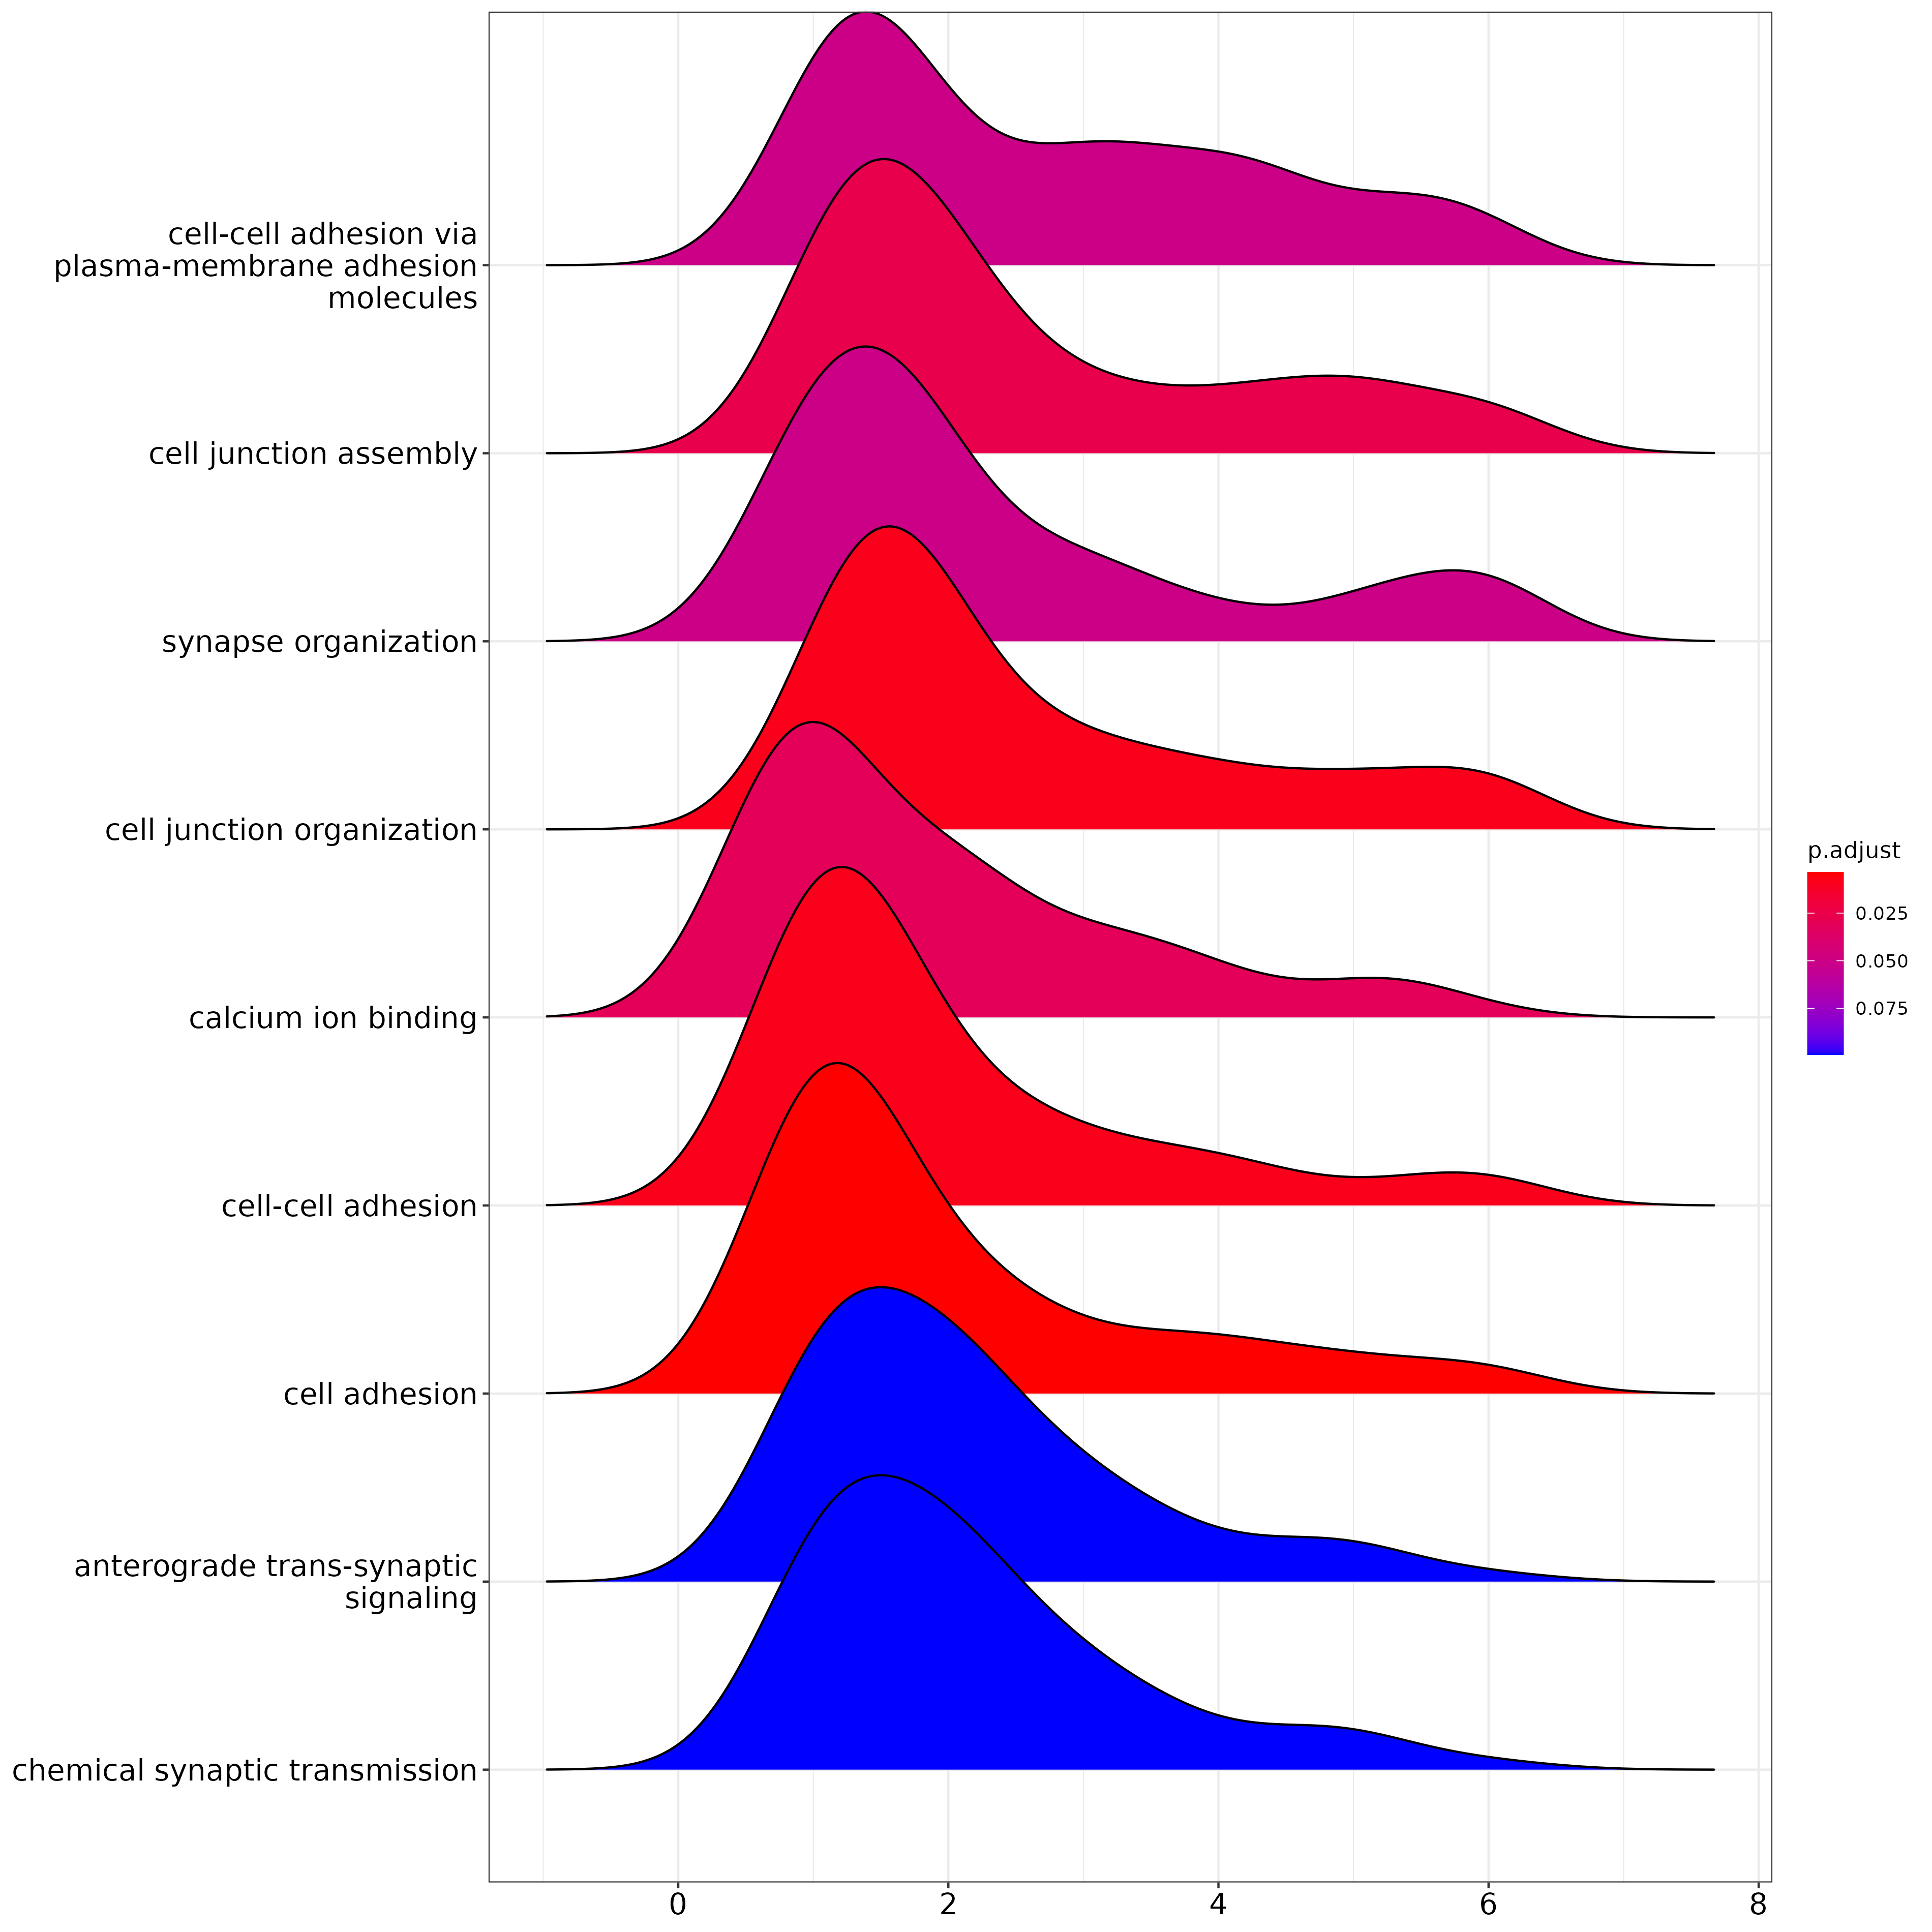 cell-cell adhesion via
plasma-membrane adhesion
molecules
cell junction assembly
synapse organization
cell junction organization
calcium ion binding
cell-cell adhesion
cell adhesion
anterograde trans-synaptic
signaling
chemical synaptic transmission
0 2 4 6 8
p.adjust
0.025
0.050
0.075